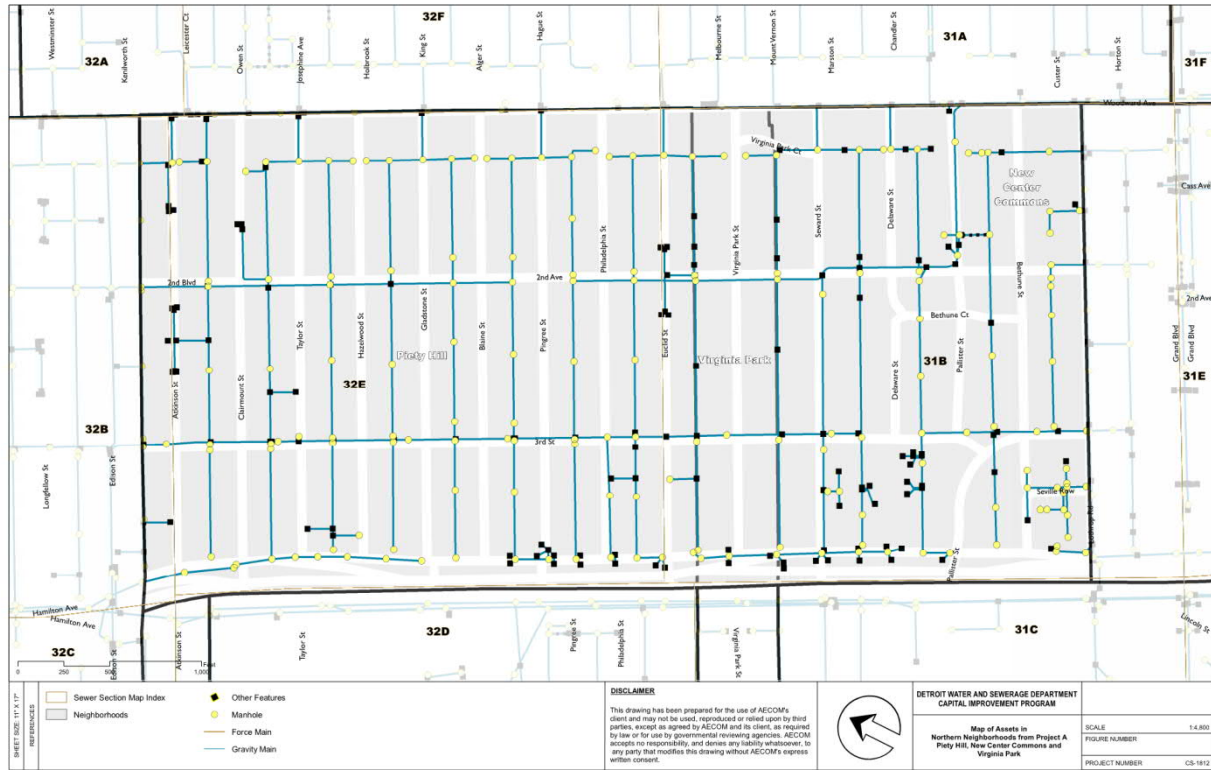 32F
31A
32A
31F
Westminster St
Kenilworth St
Leicester Ct
Owen St
Josephine Ave
Holbrook St
King St
Alger St
Hague St
Melbourne St
Mount Vernon St
Marston St
Chandler St
Custer St
Horton St
Woodward Ave
Virginia Park Ct
New
Center
Commons
Cass Ave
Philadelphia St
Virginia Park St
Seward St
Delaware St
Bethune St
2nd Blvd
2nd Ave
2nd Ave
Taylor St
Hazelwood St
Gladstone St
Blaine St
Pingree St
Euclid St
Bethune Ct
Pallister St
Grand Blvd
Grand Blvd
Piety Hill
Virginia Park
31B
31E
32E
Atkinson St
Clairmount St
Delaware St
32B
3rd St
Longfellow St
Edison St
Seville Row
Pallister St
Lothrop Rd
Hamilton Ave
Hamilton Ave
32D
31C
32C
Edison St
Atkinson St
Taylor St
Pingree St
Philadelphia St
Virginia Park St
Lincoln St
0 250 500 1,000 Feet
SHEET SIZE: 11" X 17"
REFERENCES
Sewer Section Map Index
Neighborhoods
Other Features
Manhole
Force Main
Gravity Main
DISCLAIMER
This drawing has been prepared for the use of AECOM's
client and may not be used, reproduced or relied upon by third
parties, except as agreed by AECOM and its client, as required
by law or for use by governmental reviewing agencies. AECOM
accepts no responsibility, and denies any liability whatsoever, to
any party that modifies this drawing without AECOM's express
written consent.
DETROIT WATER AND SEWERAGE DEPARTMENT
CAPITAL IMPROVEMENT PROGRAM
Map of Assets in
Northern Neighborhoods from Project A
Piety Hill, New Center Commons and
Virginia Park
SCALE 1:4,800
FIGURE NUMBER
PROJECT NUMBER CS-1812